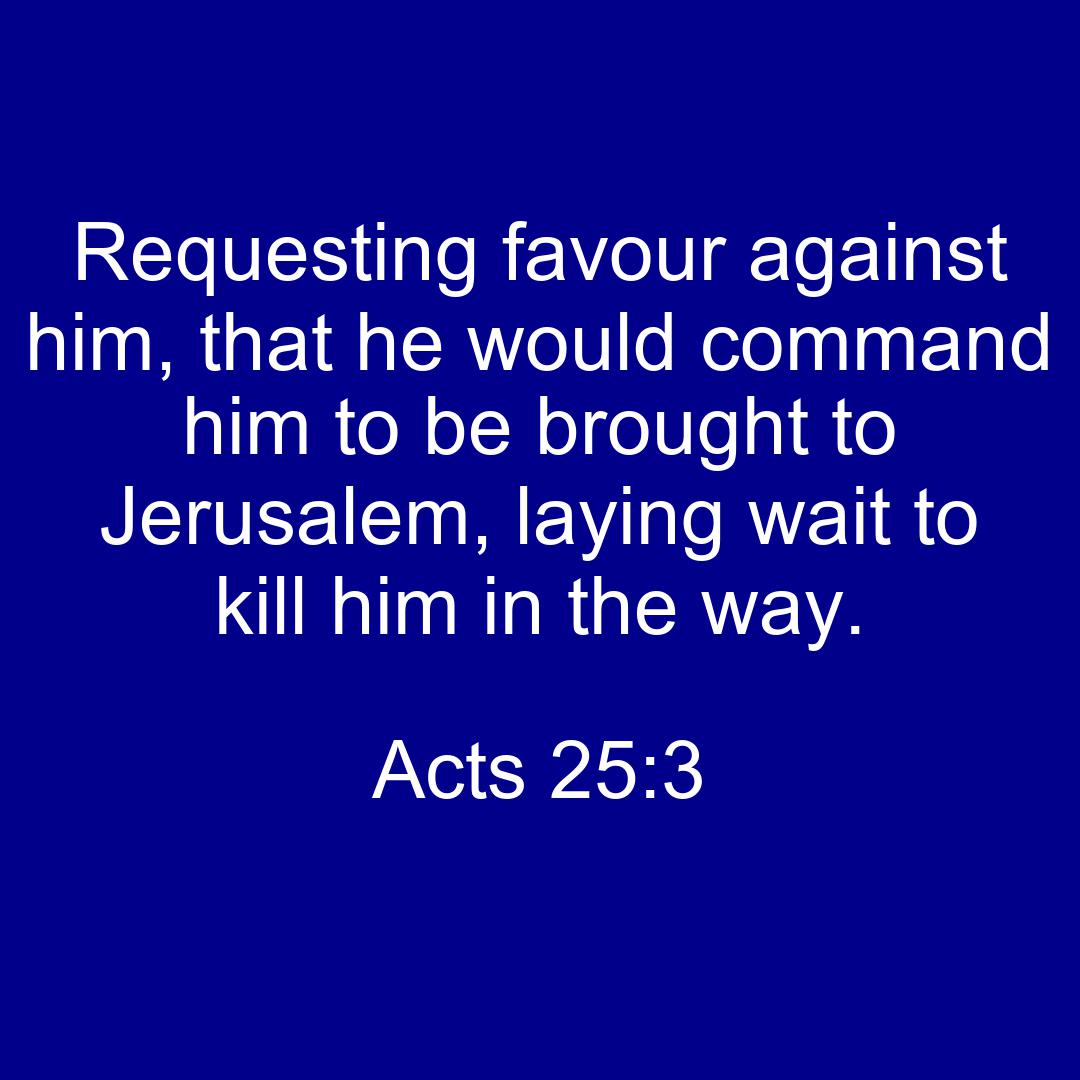 Requesting favour against
him, that he would command
him to be brought to
Jerusalem, laying wait to
kill him in the way.
Acts 25:3